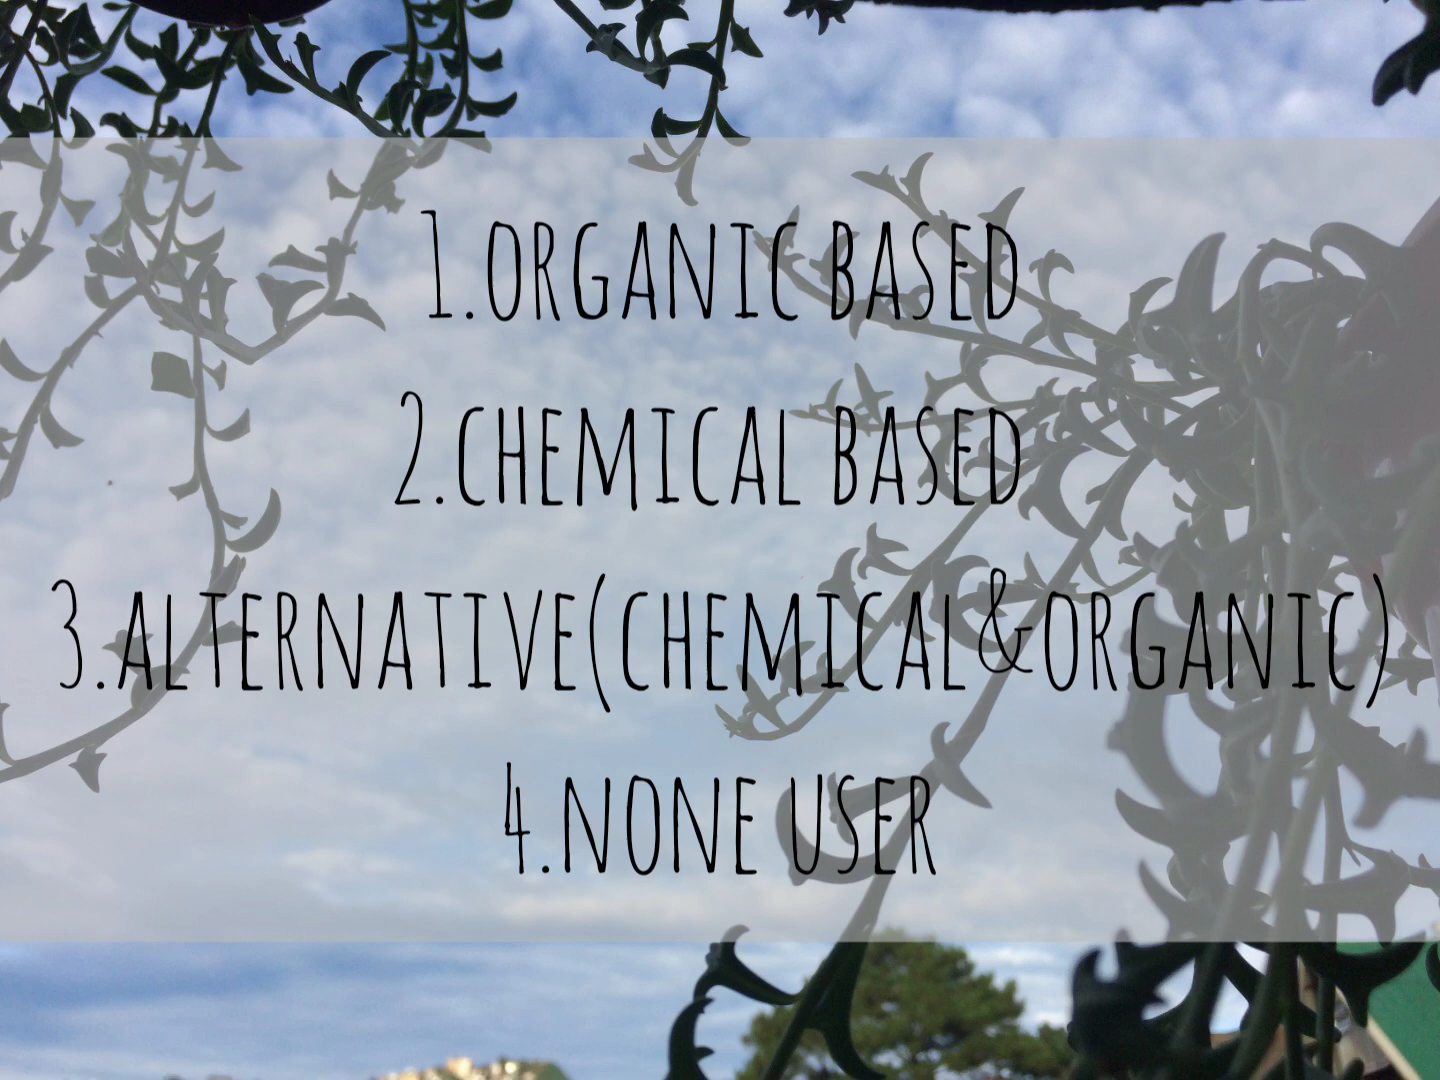 1.ORGANIC BASED
2.CHEMICAL BASED
3.ALTERNATIVE(CHEMICAL&ORGANIC)
4.NONE USER